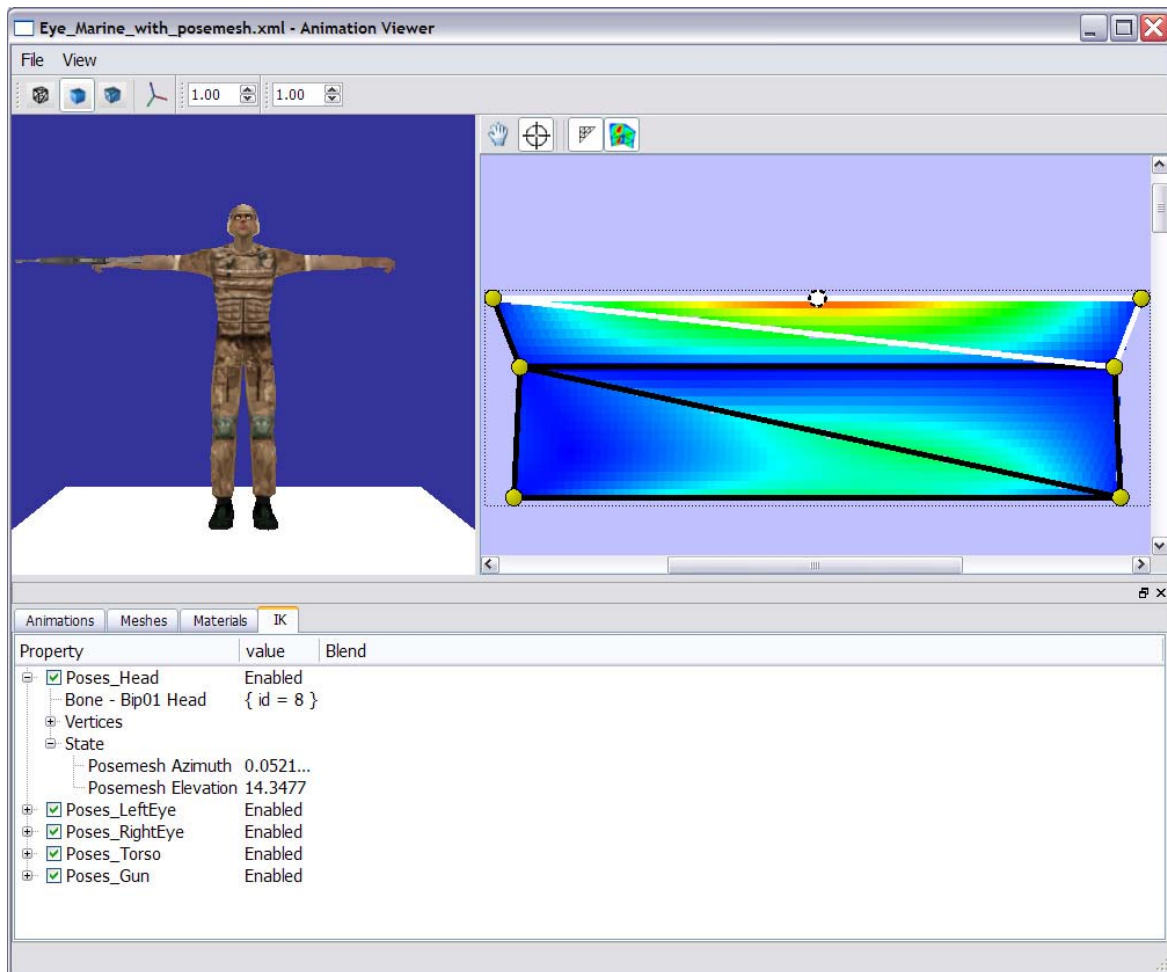 Eye_Marine_with_posemesh.xml - Animation Viewer
File View
1.00 1.00
Animations Meshes Materials IK
Property value Blend
Poses_Head Enabled
Bone - Bip01 Head { id = 8 }
Vertices
State
Posemesh Azimuth 0.0521...
Posemesh Elevation 14.3477
Poses_LeftEye Enabled
Poses_RightEye Enabled
Poses_Torso Enabled
Poses_Gun Enabled